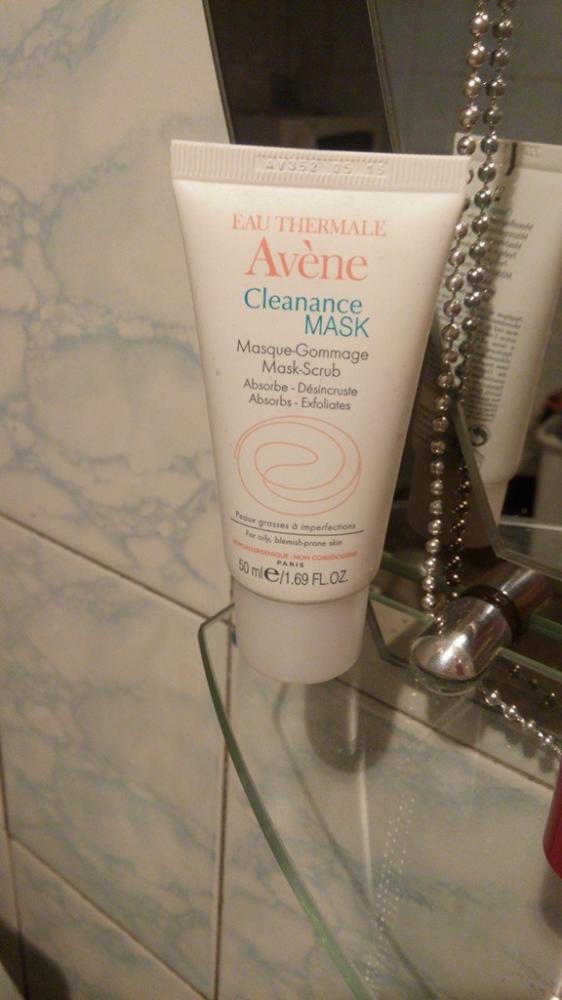 AV352 05 15
EAU THERMALE
Avène
Cleanance
MASK
Masque-Gommage
Mask-Scrub
Absorbe - Désincruste
Absorbs - Exfoliates
Peaux grasses à imperfections
For oily, blemish-prone skin
HYPOALLERGÉNIQUE - NON COMÉDOGÈNE
PARIS
50 ml e/1.69 FL.OZ.